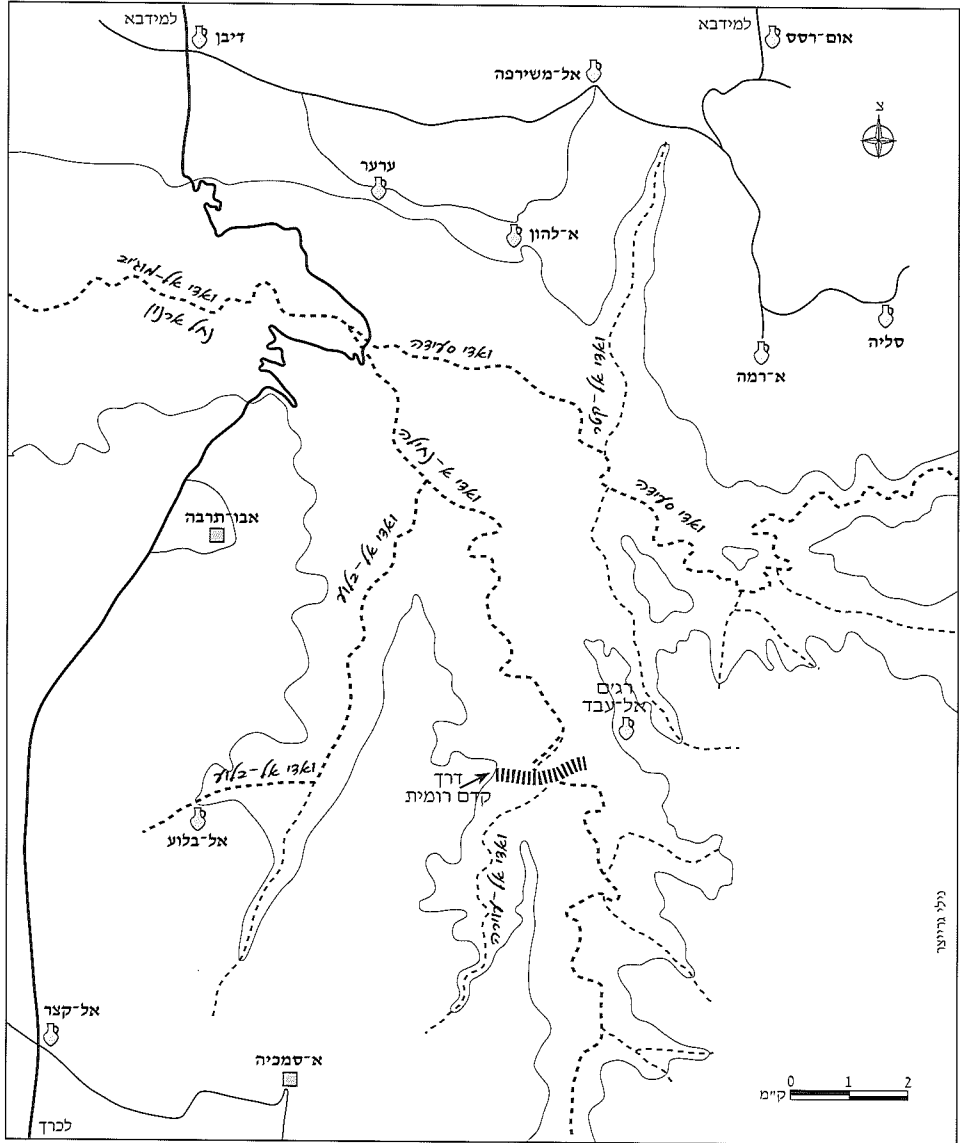 למידבא
דיבן
למידבא
אום-רסס
אל-משירפה
צ
ערער
א-להון
ואדי אל-מוג'יב
נחל ארנון
ואדי סעידה
ואדי אל-קטר
סליה
א-רמה
ואדי א-נח'ילה
ואדי סעידה
אבו-תרבה
ואדי אל-בלוע
רג'ם
אל-עבד
ואדי אל-בלוע
דרך
קדם רומית
אל-בלוע
ואדי אל-עוורה
נילי גרייצר
אל-קצר
א-סמכיה
0 1 2
ק"מ
לכרך